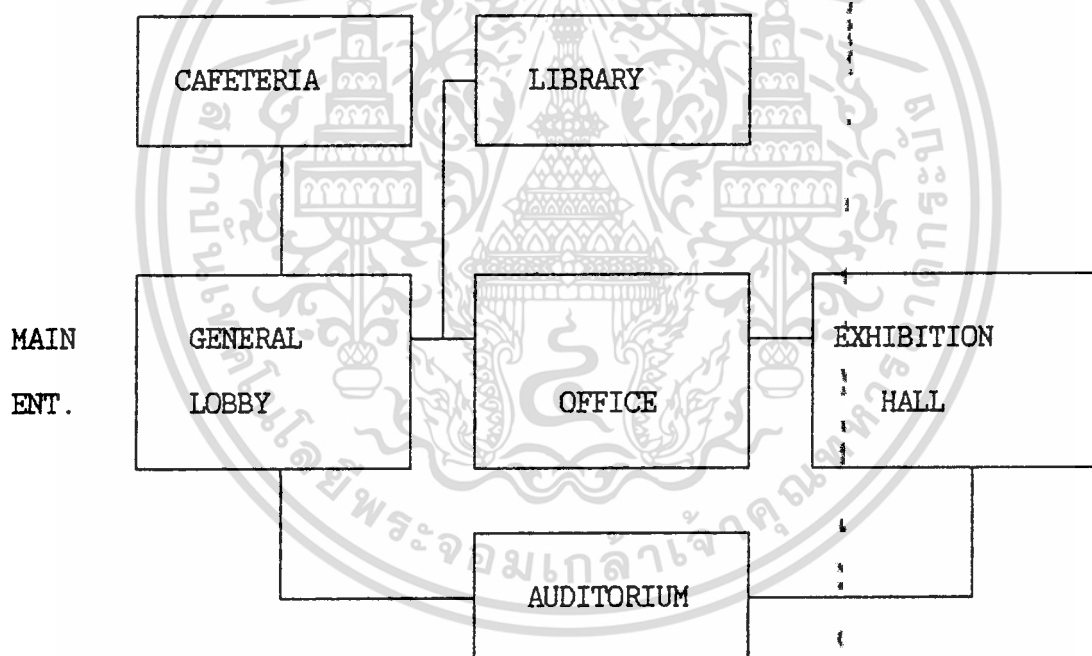 CAFETERIA
LIBRARY
MAIN
ENT.
GENERAL
LOBBY
OFFICE
EXHIBITION
HALL
AUDITORIUM